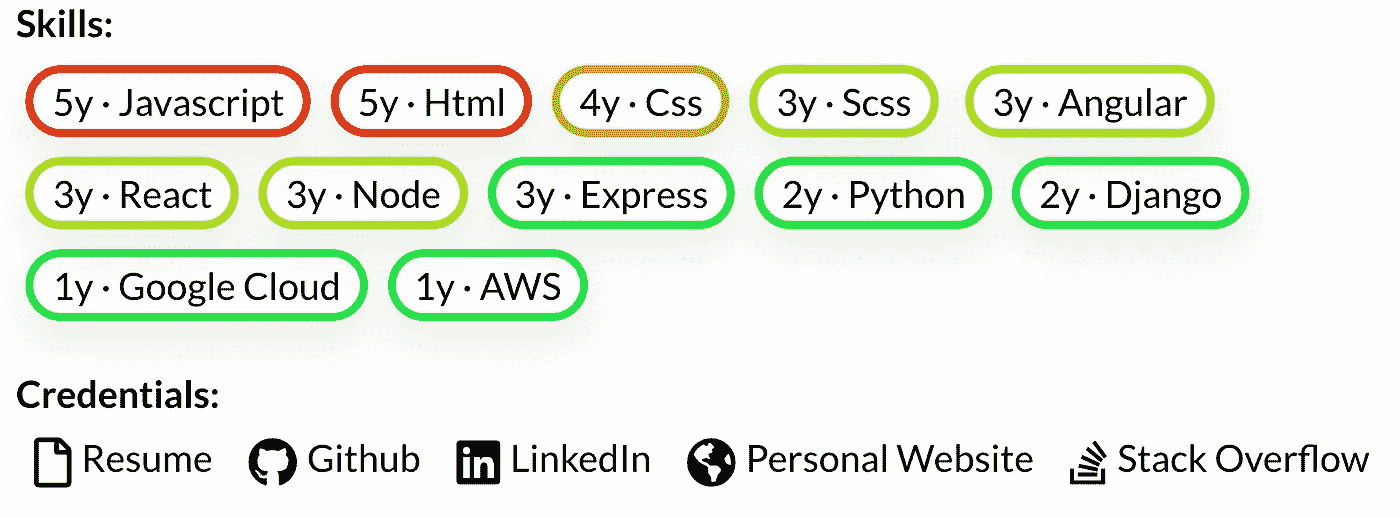 Skills:
5y · Javascript 5y · Html 4y · Css 3y · Scss 3y · Angular
3y · React 3y · Node 3y · Express 2y · Python 2y · Django
1y · Google Cloud 1y · AWS
Credentials:
Resume Github LinkedIn Personal Website Stack Overflow